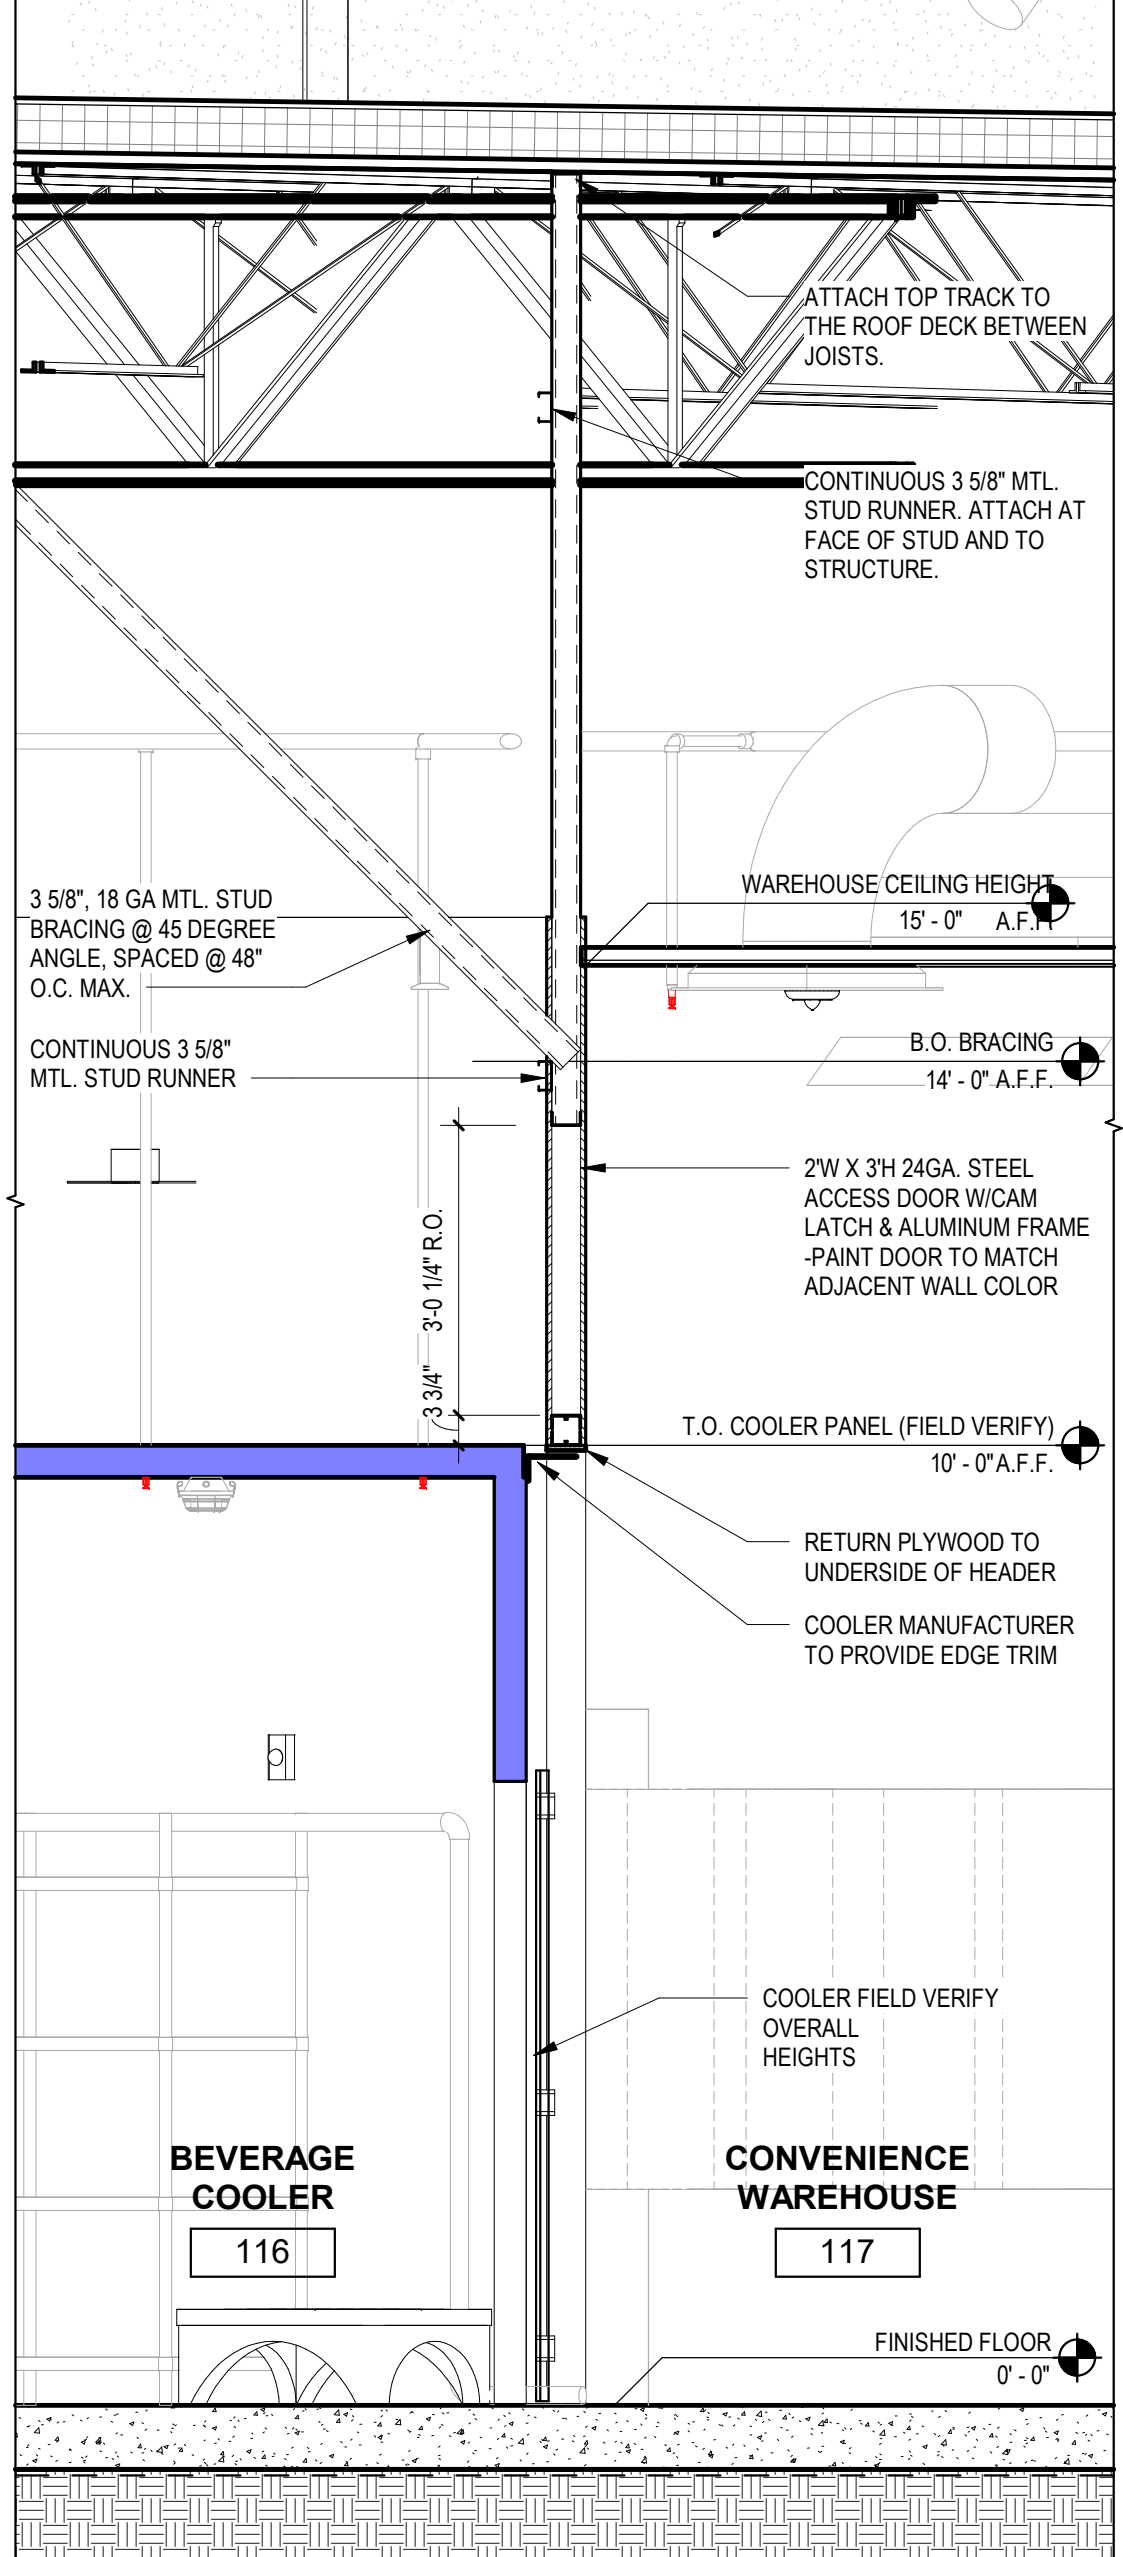 ATTACH TOP TRACK TO
THE ROOF DECK BETWEEN
JOISTS.
CONTINUOUS 3 5/8" MTL.
STUD RUNNER. ATTACH AT
FACE OF STUD AND TO
STRUCTURE.
3 5/8", 18 GA MTL. STUD
BRACING @ 45 DEGREE
ANGLE, SPACED @ 48"
O.C. MAX.
WAREHOUSE CEILING HEIGHT
15' - 0" A.F.F.
CONTINUOUS 3 5/8"
MTL. STUD RUNNER
B.O. BRACING
14' - 0" A.F.F.
2'W X 3'H 24GA. STEEL
ACCESS DOOR W/CAM
LATCH & ALUMINUM FRAME
-PAINT DOOR TO MATCH
ADJACENT WALL COLOR
3'-0 1/4" R.O.
3 3/4"
T.O. COOLER PANEL (FIELD VERIFY)
10' - 0" A.F.F.
RETURN PLYWOOD TO
UNDERSIDE OF HEADER
COOLER MANUFACTURER
TO PROVIDE EDGE TRIM
COOLER FIELD VERIFY
OVERALL
HEIGHTS
BEVERAGE
COOLER
116
CONVENIENCE
WAREHOUSE
117
FINISHED FLOOR
0' - 0"